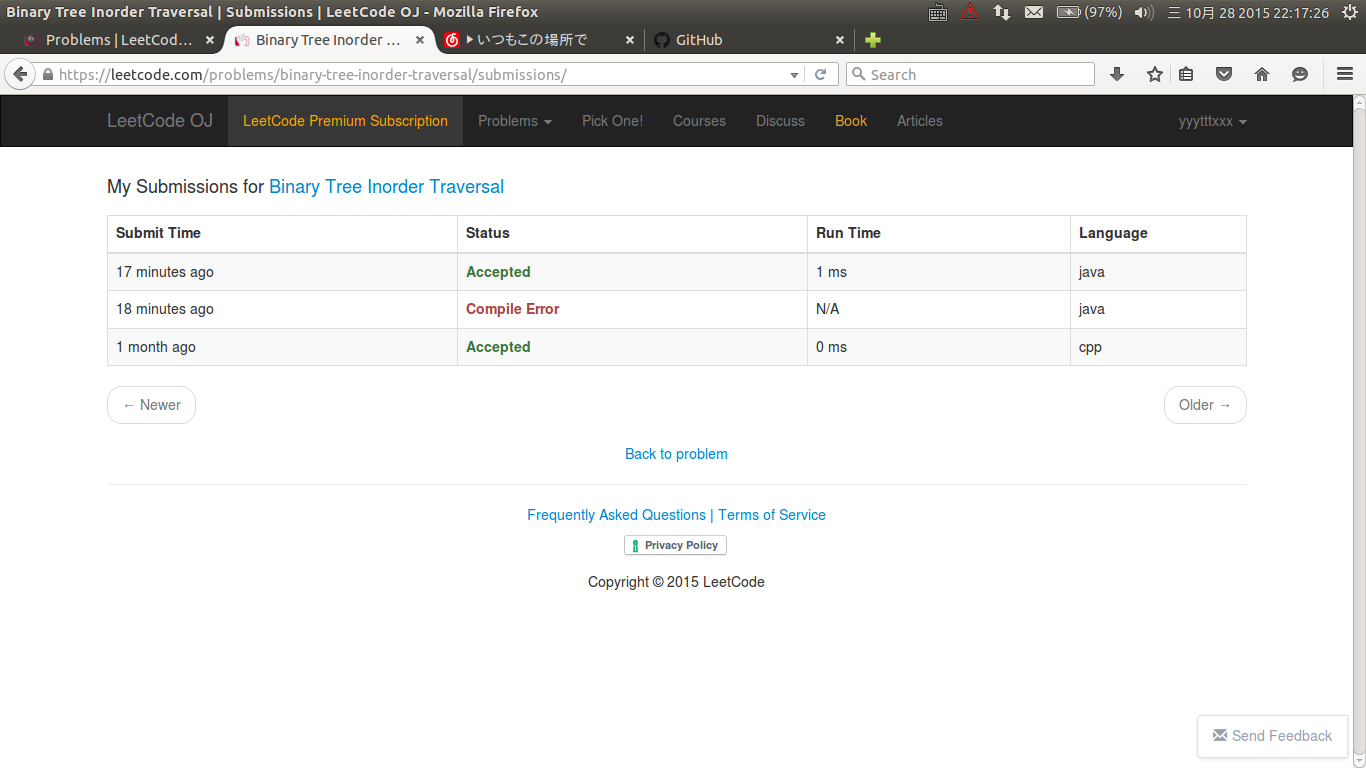 Binary Tree Inorder Traversal | Submissions | LeetCode OJ - Mozilla Firefox (97%) 三 10月 28 2015 22:17:26
Problems | LeetCod... Binary Tree Inorder ... いつもこの場所で GitHub
https://leetcode.com/problems/binary-tree-inorder-traversal/submissions/ Search
LeetCode OJ LeetCode Premium Subscription Problems Pick One! Courses Discuss Book Articles yyytttxxx
My Submissions for Binary Tree Inorder Traversal
Submit Time Status Run Time Language
17 minutes ago Accepted 1 ms java
18 minutes ago Compile Error N/A java
1 month ago Accepted 0 ms cpp
← Newer Older →
Back to problem
Frequently Asked Questions | Terms of Service
Privacy Policy
Copyright © 2015 LeetCode
Send Feedback